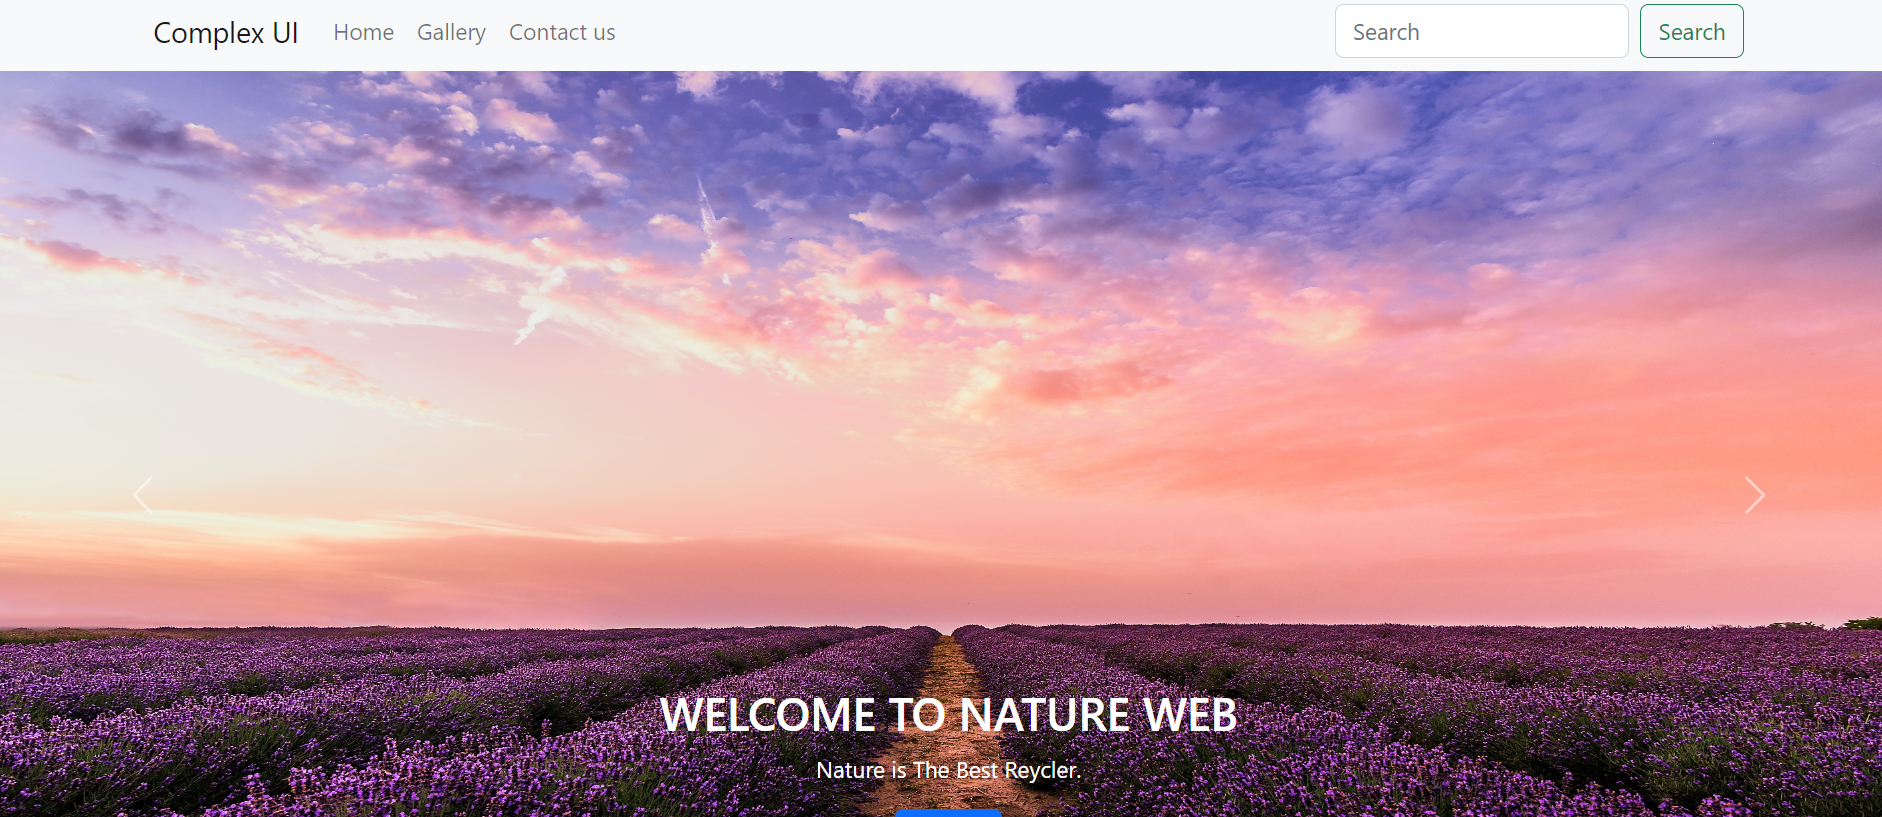 Complex UI Home Gallery Contact us Search Search
WELCOME TO NATURE WEB
Nature is The Best Reycler.